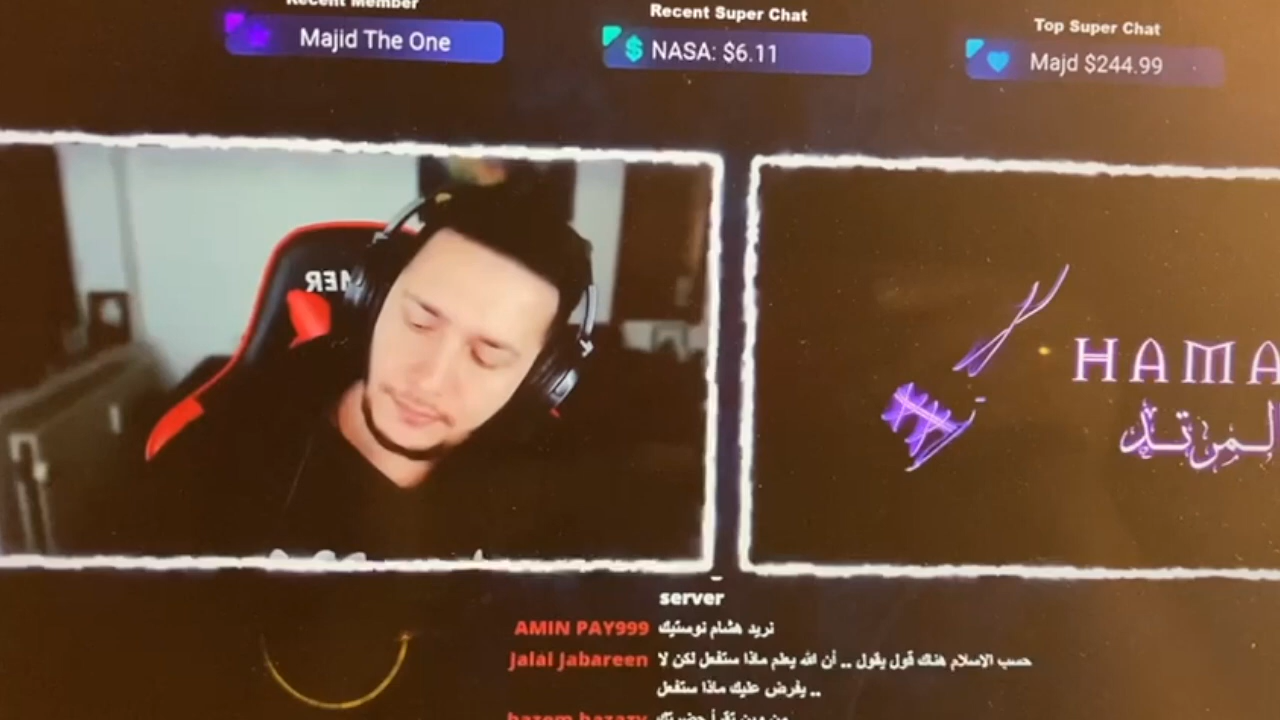 Recent Member
Recent Super Chat
Top Super Chat
Majid The One
NASA: $6.11
Majd $244.99
HAMA
لمرتد
server
AMIN PAY999 نريد هشام نوستيك
Jalal Jabareen حسب الاسلام هناك قول يقول .. أن الله يعلم ماذا ستفعل لكن لا
يفرض عليك ماذا ستفعل ..